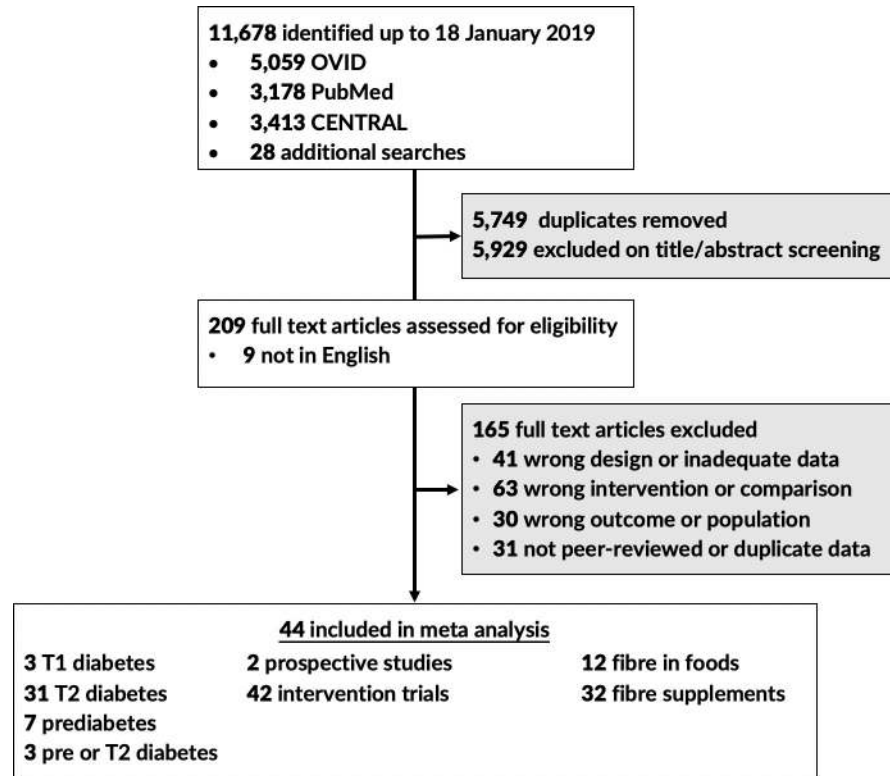 11,678 identified up to 18 January 2019
• 5,059 OVID
• 3,178 PubMed
• 3,413 CENTRAL
• 28 additional searches
5,749 duplicates removed
5,929 excluded on title/abstract screening
209 full text articles assessed for eligibility
• 9 not in English
165 full text articles excluded
• 41 wrong design or inadequate data
• 63 wrong intervention or comparison
• 30 wrong outcome or population
• 31 not peer-reviewed or duplicate data
44 included in meta analysis
3 T1 diabetes
31 T2 diabetes
7 prediabetes
3 pre or T2 diabetes
2 prospective studies
42 intervention trials
12 fibre in foods
32 fibre supplements